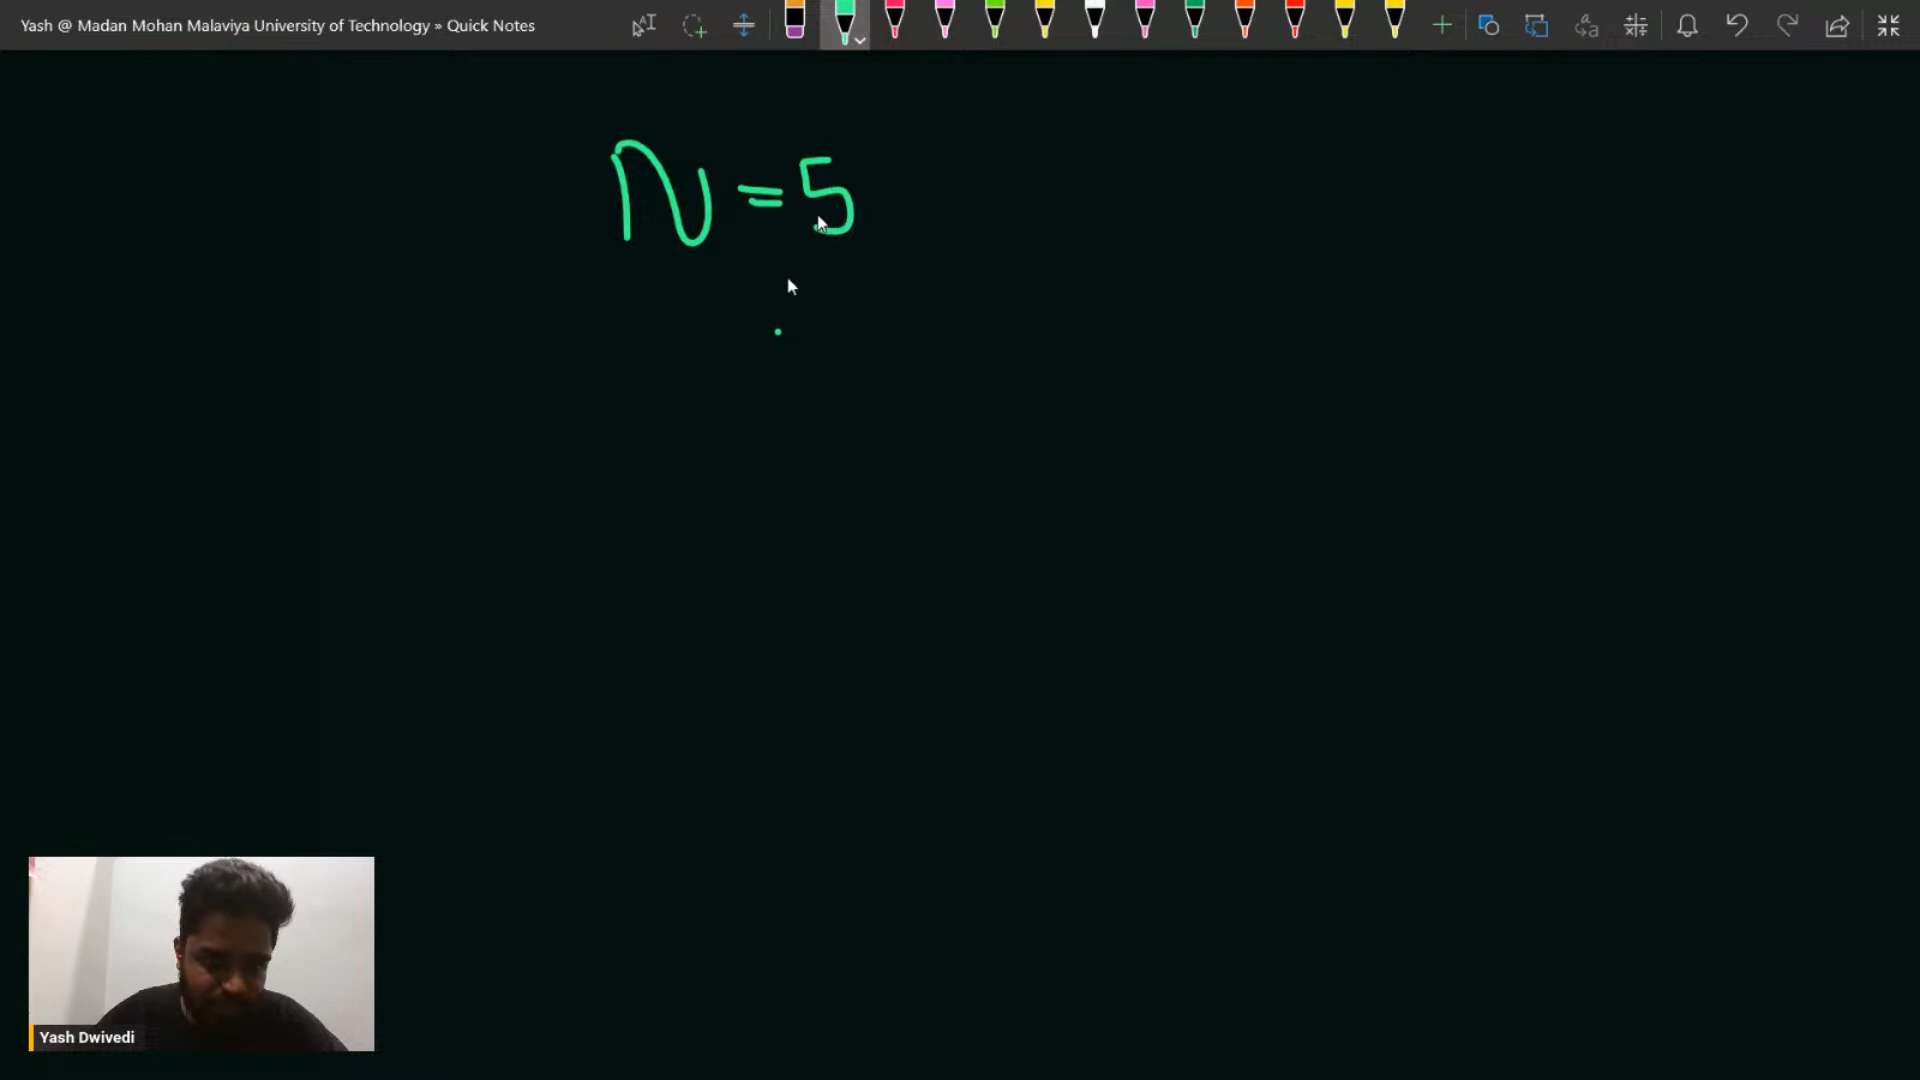 Yash @ Madan Mohan Malaviya University of Technology » Quick Notes
N = 5
Yash Dwivedi